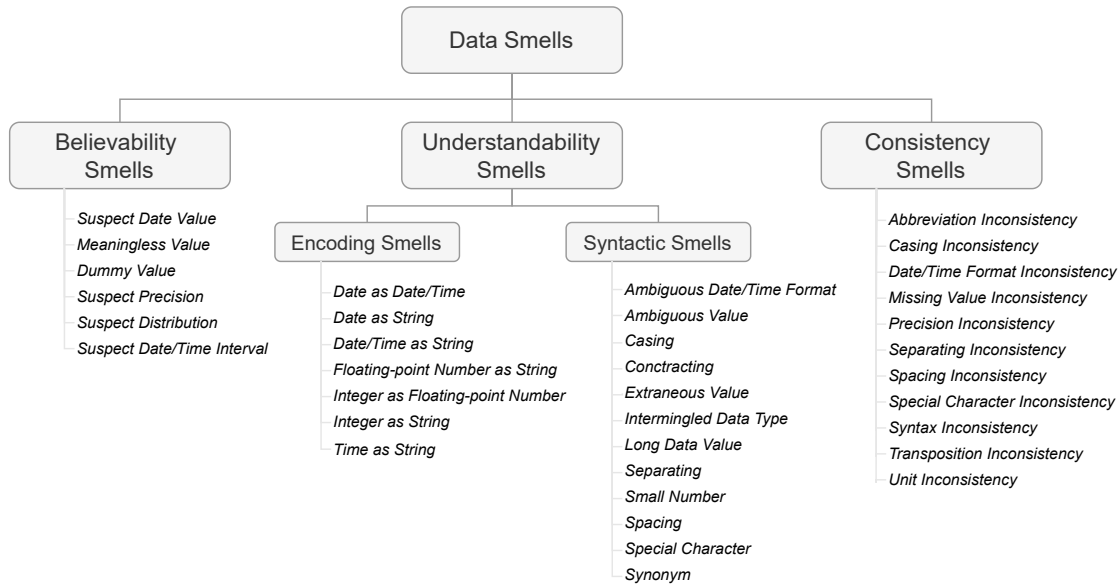 Data Smells
Believability
Smells
Suspect Date Value
Meaningless Value
Dummy Value
Suspect Precision
Suspect Distribution
Suspect Date/Time Interval
Understandability
Smells
Encoding Smells
Date as Date/Time
Date as String
Date/Time as String
Floating-point Number as String
Integer as Floating-point Number
Integer as String
Time as String
Syntactic Smells
Ambiguous Date/Time Format
Ambiguous Value
Casing
Conctracting
Extraneous Value
Intermingled Data Type
Long Data Value
Separating
Small Number
Spacing
Special Character
Synonym
Consistency
Smells
Abbreviation Inconsistency
Casing Inconsistency
Date/Time Format Inconsistency
Missing Value Inconsistency
Precision Inconsistency
Separating Inconsistency
Spacing Inconsistency
Special Character Inconsistency
Syntax Inconsistency
Transposition Inconsistency
Unit Inconsistency